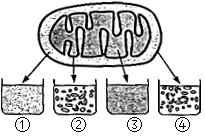 ① ② ③ ④